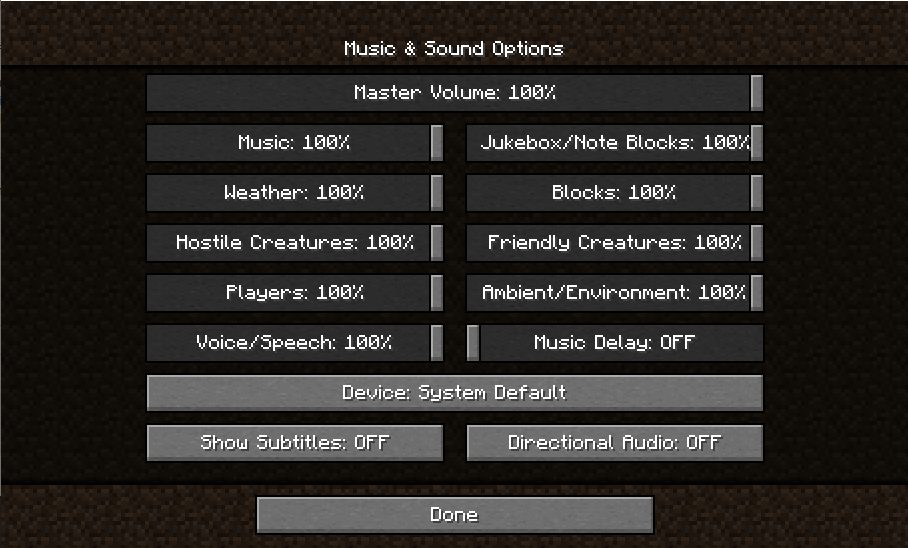 Music & Sound Options
Master Volume: 100%
Music: 100%
Jukebox/Note Blocks: 100%
Weather: 100%
Blocks: 100%
Hostile Creatures: 100%
Friendly Creatures: 100%
Players: 100%
Ambient/Environment: 100%
Voice/Speech: 100%
Music Delay: OFF
Device: System Default
Show Subtitles: OFF
Directional Audio: OFF
Done